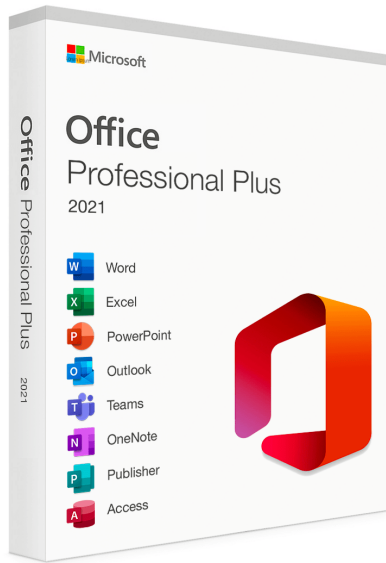 Microsoft
Office
Professional Plus
2021
Word
Excel
PowerPoint
Outlook
Teams
OneNote
Publisher
Access
Office Professional Plus 2021
W
X
P
O
T
N
P
A